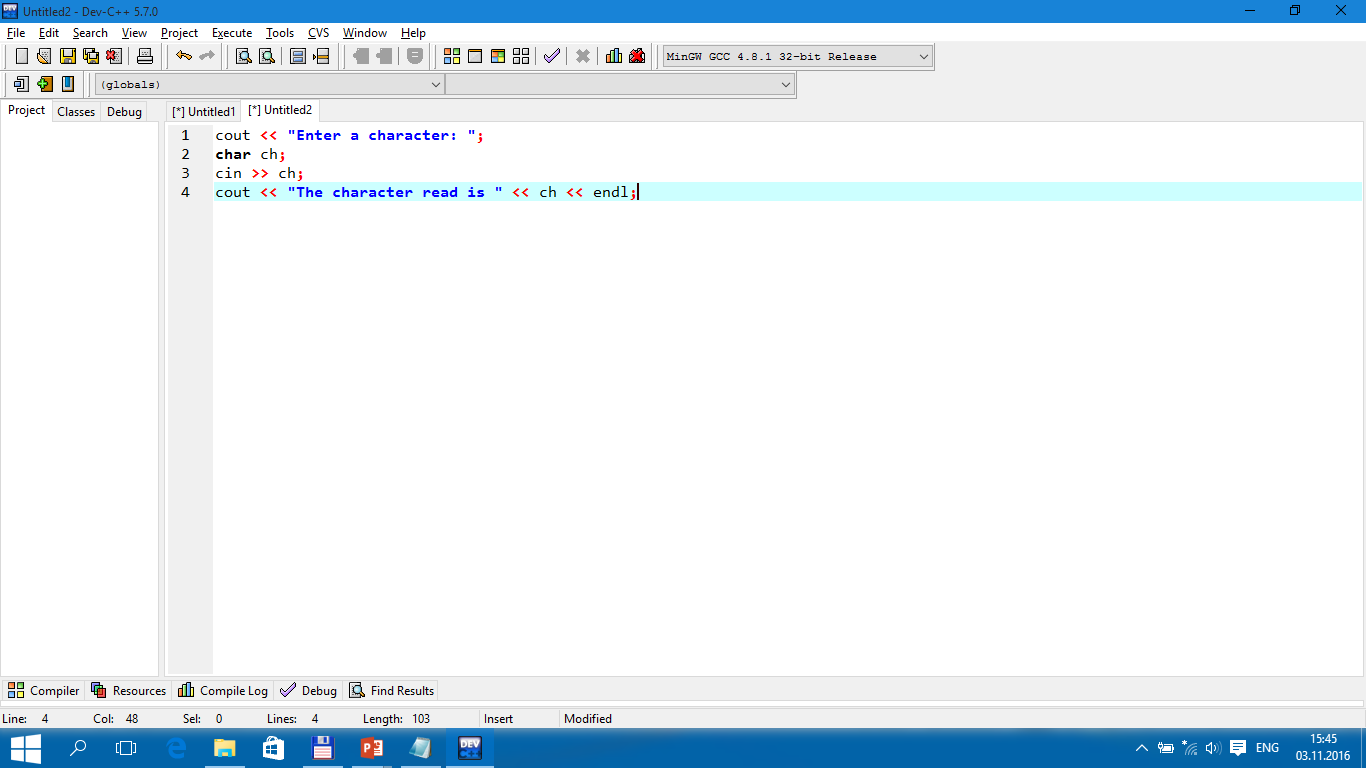 Untitled2 - Dev-C++ 5.7.0
File Edit Search View Project Execute Tools CVS Window Help
MinGW GCC 4.8.1 32-bit Release
(globals)
Project Classes Debug [*] Untitled1 [*] Untitled2
1 cout << "Enter a character: ";
2 char ch;
3 cin >> ch;
4 cout << "The character read is " << ch << endl;
Compiler Resources Compile Log Debug Find Results
Line: 4 Col: 48 Sel: 0 Lines: 4 Length: 103 Insert Modified
DEV C++ ENG 15:45
03.11.2016